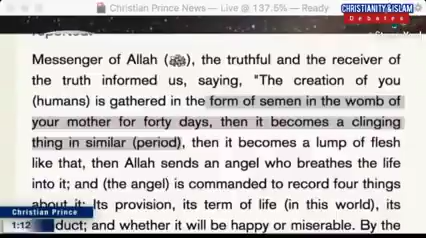 Christian Prince News — Live @ 137.5% — Ready
CHRISTIANITY & ISLAM
Debates
reported:
Messenger of Allah (ﷺ), the truthful and the receiver of
the truth informed us, saying, "The creation of you
(humans) is gathered in the form of semen in the womb of
your mother for forty days, then it becomes a clinging
thing in similar (period), then it becomes a lump of flesh
like that, then Allah sends an angel who breathes the life
into it; and (the angel) is commanded to record four things
about it: Its provision, its term of life (in this world), its
duct; and whether it will be happy or miserable. By the
Christian Prince
1:12